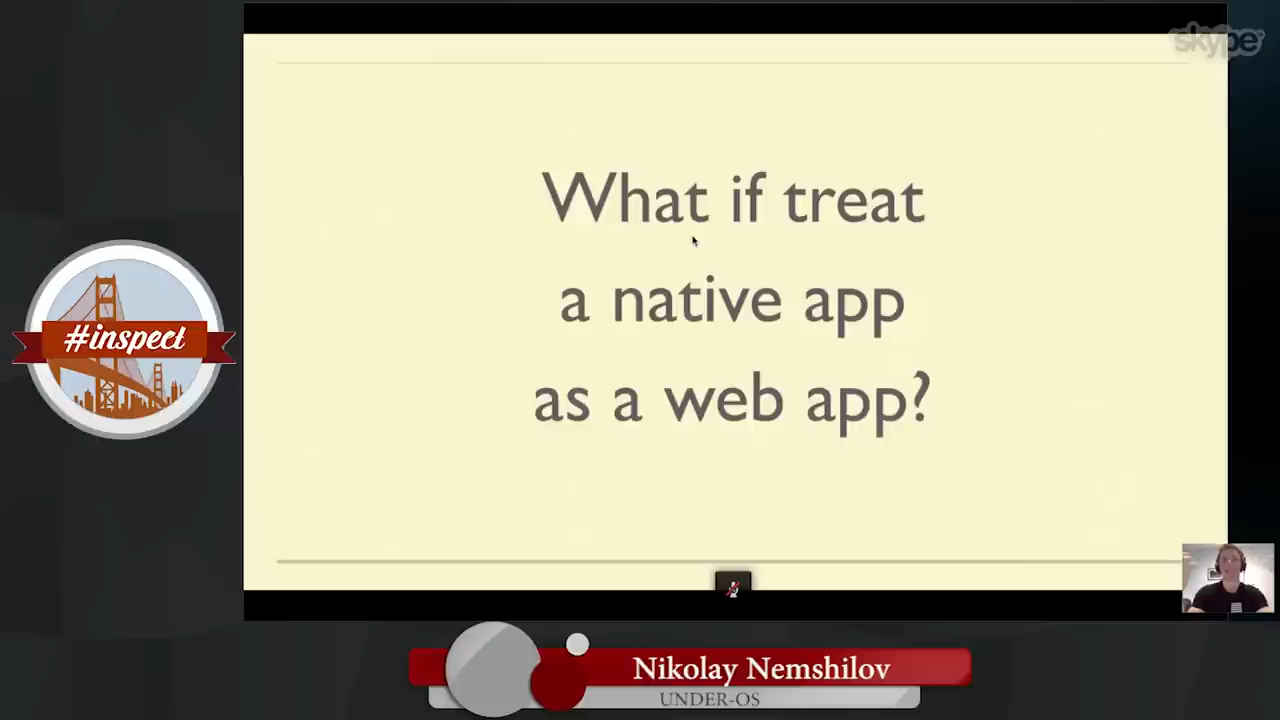 skype
What if treat
a native app
as a web app?
#inspect
Nikolay Nemshilov
UNDER-OS